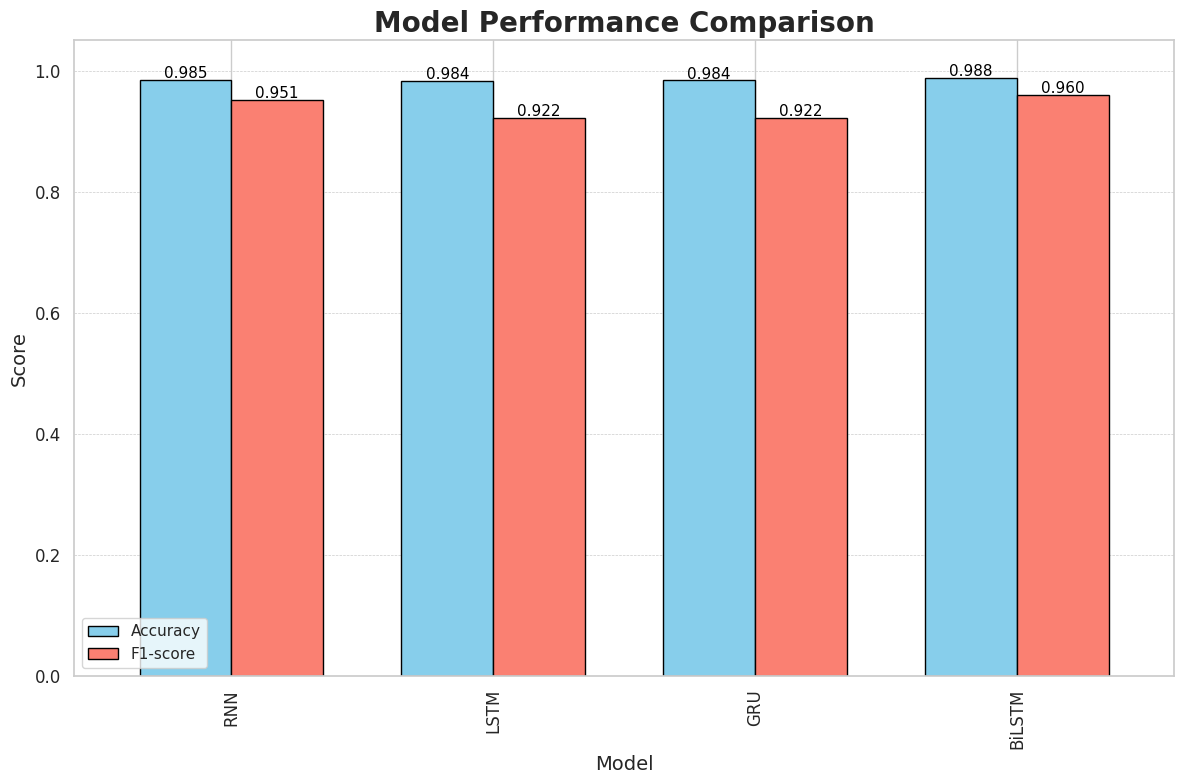 Model Performance Comparison
1.0
0.8
0.6
0.4
0.2
0.0
Score
0.985
0.951
0.984
0.922
0.984
0.922
0.988
0.960
Accuracy
F1-score
RNN
LSTM
GRU
BiLSTM
Model